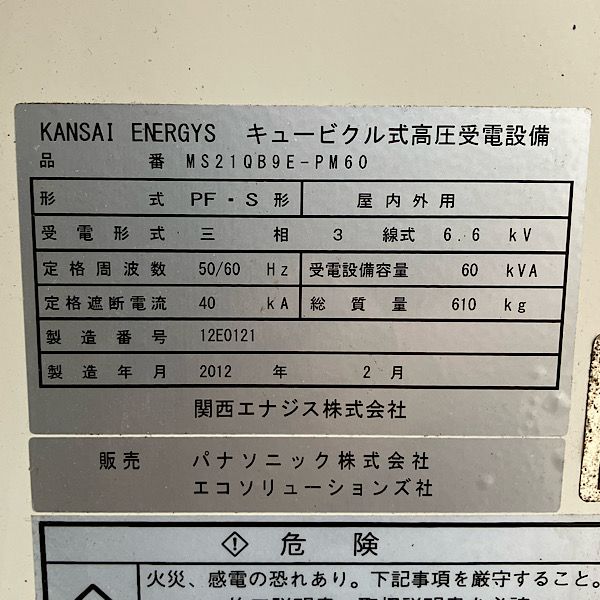 KANSAI ENERGYS キュービクル式高圧受電設備
品 番 MS21QB9E-PM60
形 式 PF・S形 屋内外用
受電形式 三 相 3 線式 6.6 kV
定格周波数 50/60 Hz 受電設備容量 60 kVA
定格遮断電流 40 kA 総質量 610 kg
製造番号 12E0121
製造年月 2012 年 2 月
関西エナジス株式会社
販売 パナソニック株式会社
エコソリューションズ社
危 険
火災、感電の恐れあり。下記事項を厳守すること。